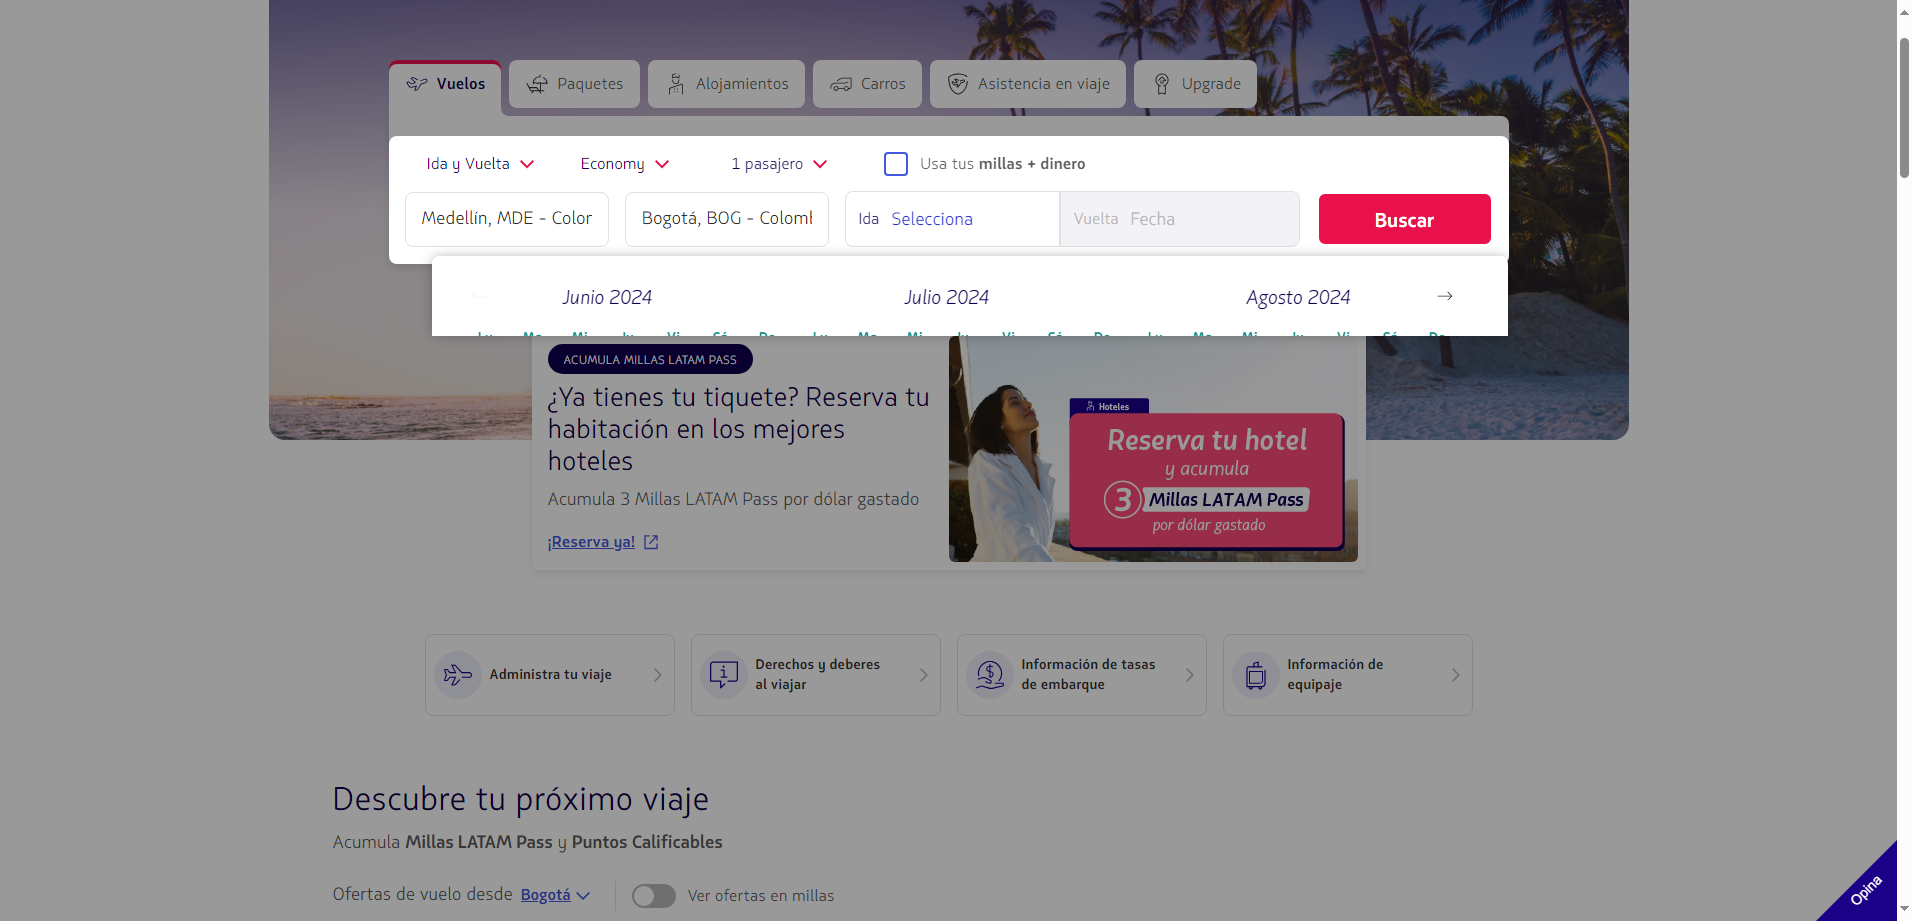 Vuelos
Paquetes
Alojamientos
Carros
Asistencia en viaje
Upgrade
Ida y Vuelta
Economy
1 pasajero
Usa tus millas + dinero
Medellín, MDE - Color
Bogotá, BOG - Colom
Ida Selecciona
Vuelta Fecha
Buscar
Junio 2024
Julio 2024
Agosto 2024
ACUMULA MILLAS LATAM PASS
¿Ya tienes tu tiquete? Reserva tu
habitación en los mejores
hoteles
Acumula 3 Millas LATAM Pass por dólar gastado
¡Reserva ya!
Hoteles
Reserva tu hotel
y acumula
3 Millas LATAM Pass
por dólar gastado
Administra tu viaje
Derechos y deberes
al viajar
Información de tasas
de embarque
Información de
equipaje
Descubre tu próximo viaje
Acumula Millas LATAM Pass y Puntos Calificables
Ofertas de vuelo desde Bogotá
Ver ofertas en millas
Opina